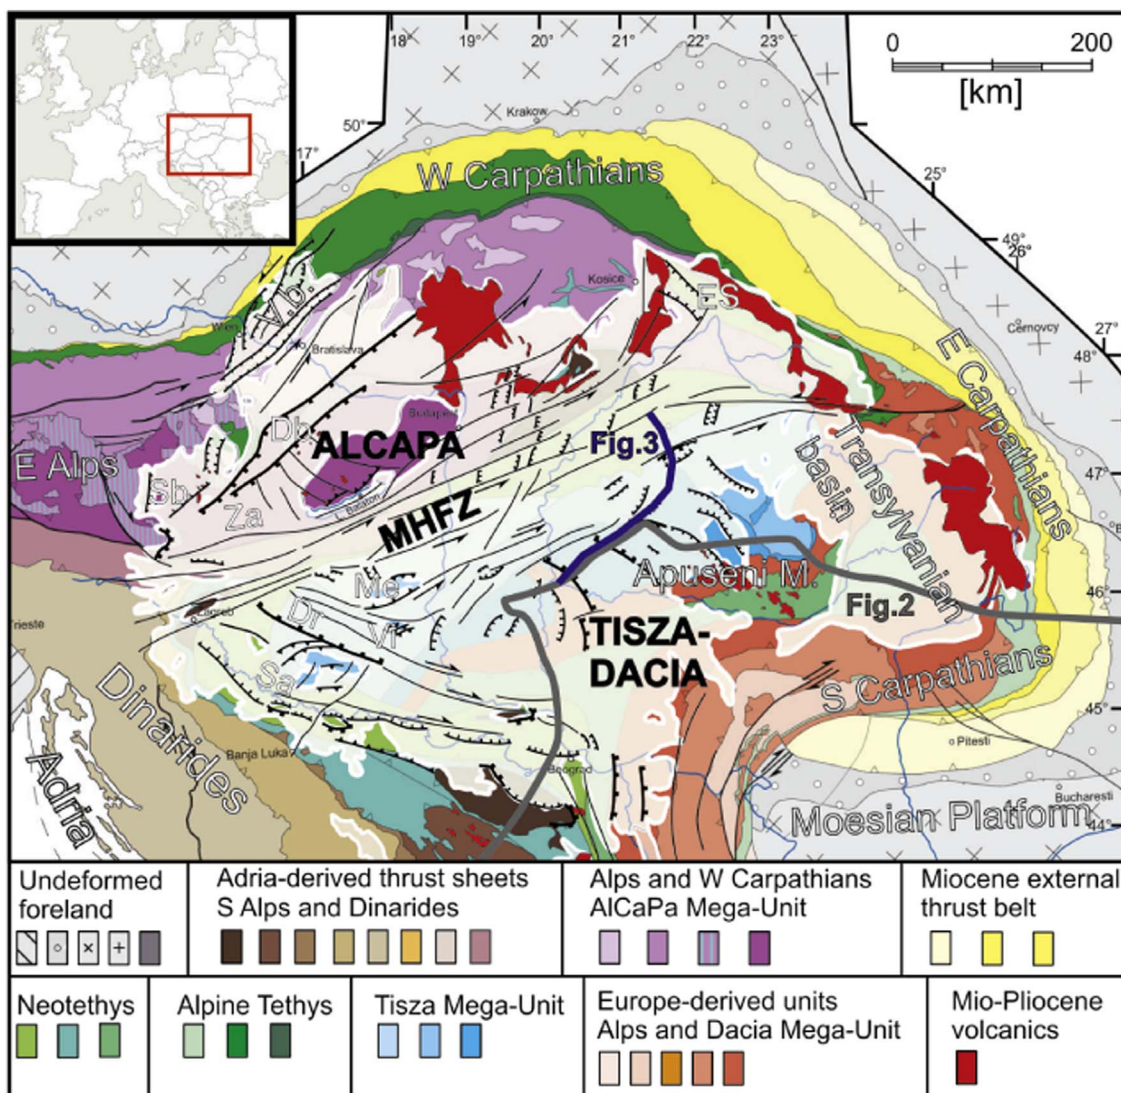 18°
19°
20°
21°
22°
23°
0
200
[km]
Krakow
50°
17°
W Carpathians
25°
49°
26°
Kosice
ES
V.b.
Wien
Bratislava
Cernovcy
27°
48°
E Carpathians
Budapest
Db
ALCAPA
Fig.3
Transylvanian
basin
E Alps
Sb
Za
L. Balaton
MHFZ
47°
B
Me
Apuseni M.
46°
Dr
Vi
Fig.2
Zagreb
Trieste
TISZA-
DACIA
Sa
S Carpathians
45°
Dinarides
Banja Luka
Beograd
Pitesti
Adria
Bucharesti
Moesian Platform
44°
Undeformed
foreland
Adria-derived thrust sheets
S Alps and Dinarides
Alps and W Carpathians
AlCaPa Mega-Unit
Miocene external
thrust belt
Neotethys
Alpine Tethys
Tisza Mega-Unit
Europe-derived units
Alps and Dacia Mega-Unit
Mio-Pliocene
volcanics